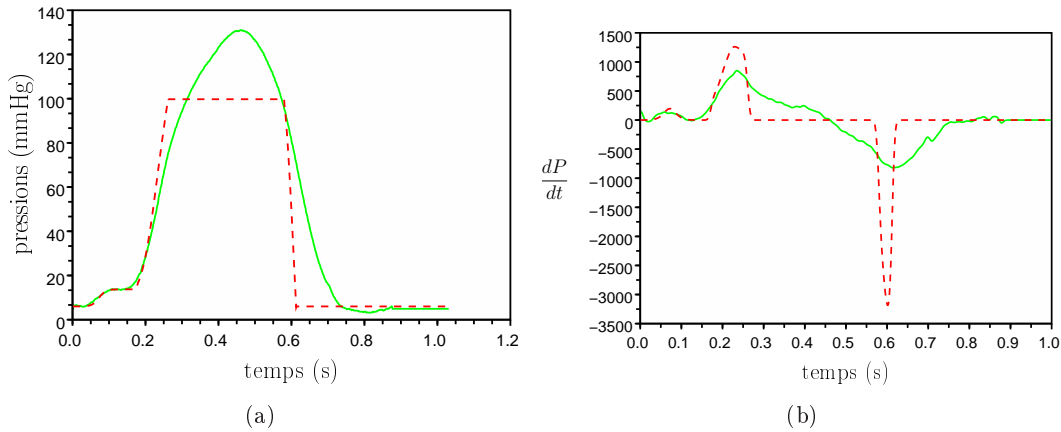 140
120
100
80
60
40
20
0
pressions (mmHg)
0.0 0.2 0.4 0.6 0.8 1.0 1.2
temps (s)
(a)
1500
1000
500
0
−500
−1000
−1500
−2000
−2500
−3000
−3500
dP
dt
0.0 0.1 0.2 0.3 0.4 0.5 0.6 0.7 0.8 0.9 1.0
temps (s)
(b)